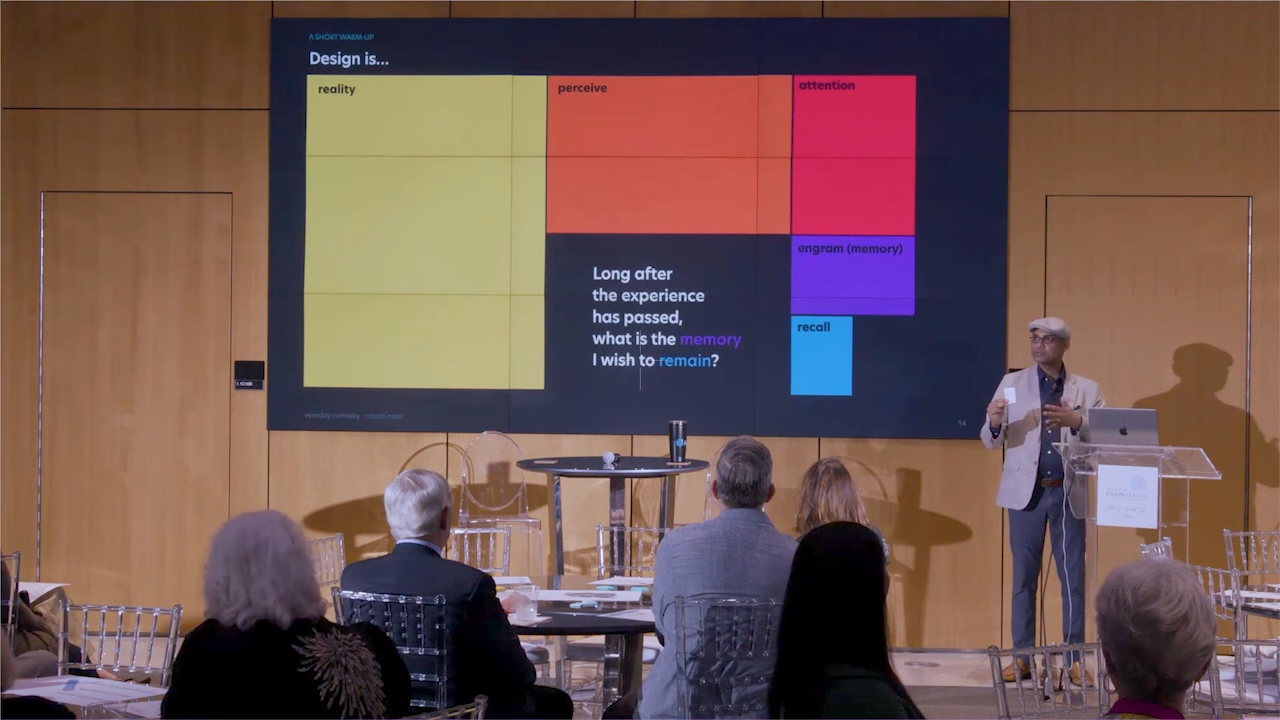 A SHORT WARM-UP
Design is...
reality
perceive
attention
engram (memory)
Long after
the experience
has passed,
what is the memory
I wish to remain?
recall
14